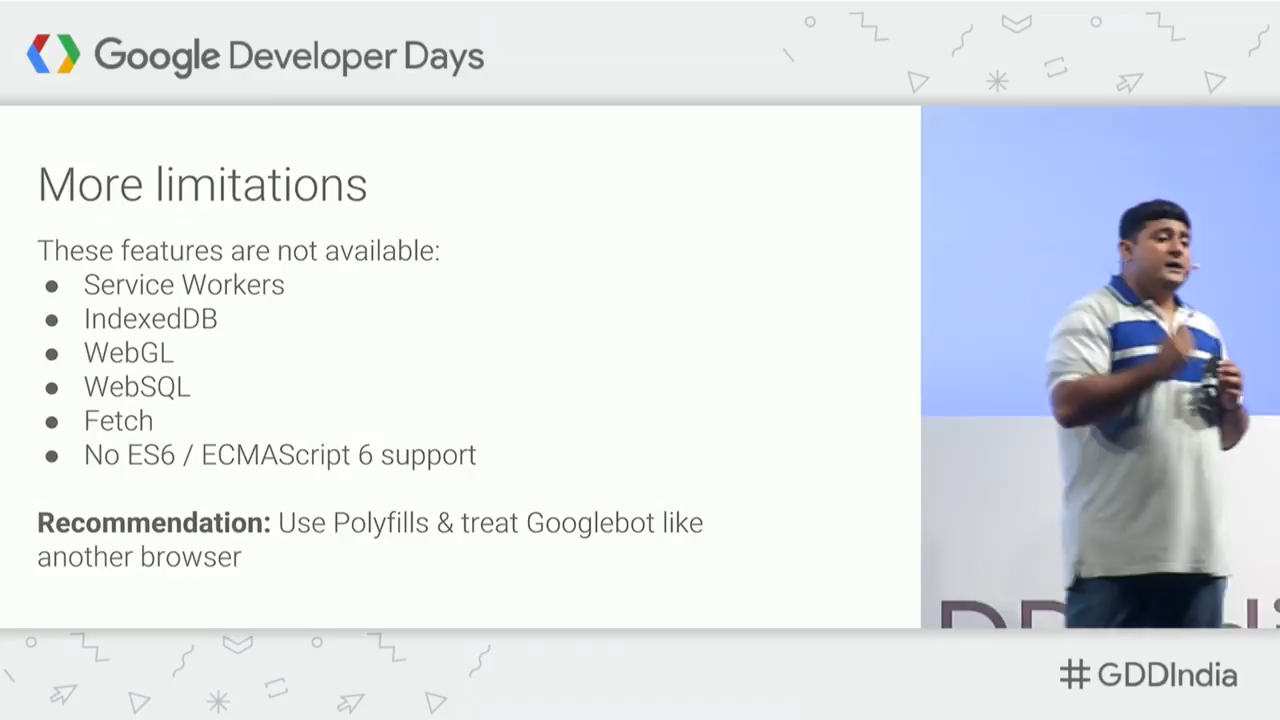 Google Developer Days
More limitations
These features are not available:
● Service Workers
● IndexedDB
● WebGL
● WebSQL
● Fetch
● No ES6 / ECMAScript 6 support
Recommendation: Use Polyfills & treat Googlebot like
another browser
#GDDIndia